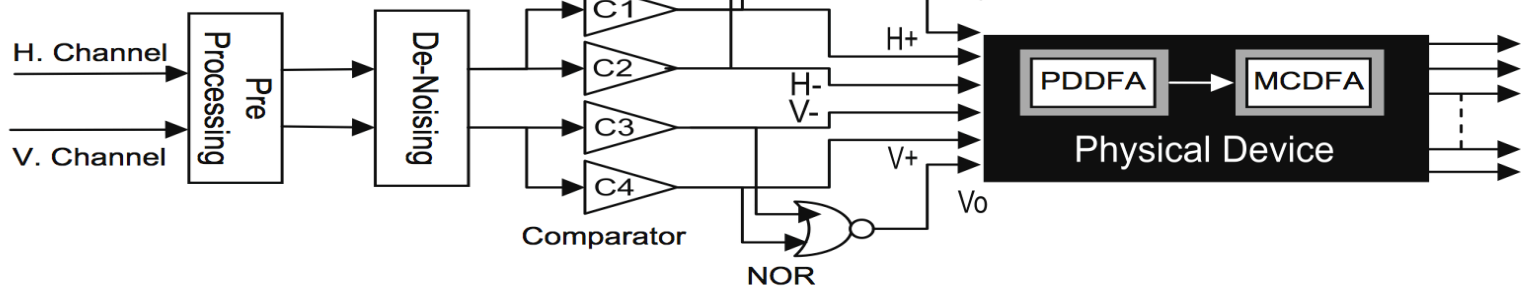 H. Channel
V. Channel
Pre
Processing
De-Noising
C1
C2
C3
C4
Comparator
NOR
H+
H-
V-
V+
Vo
PDDFA
MCDFA
Physical Device